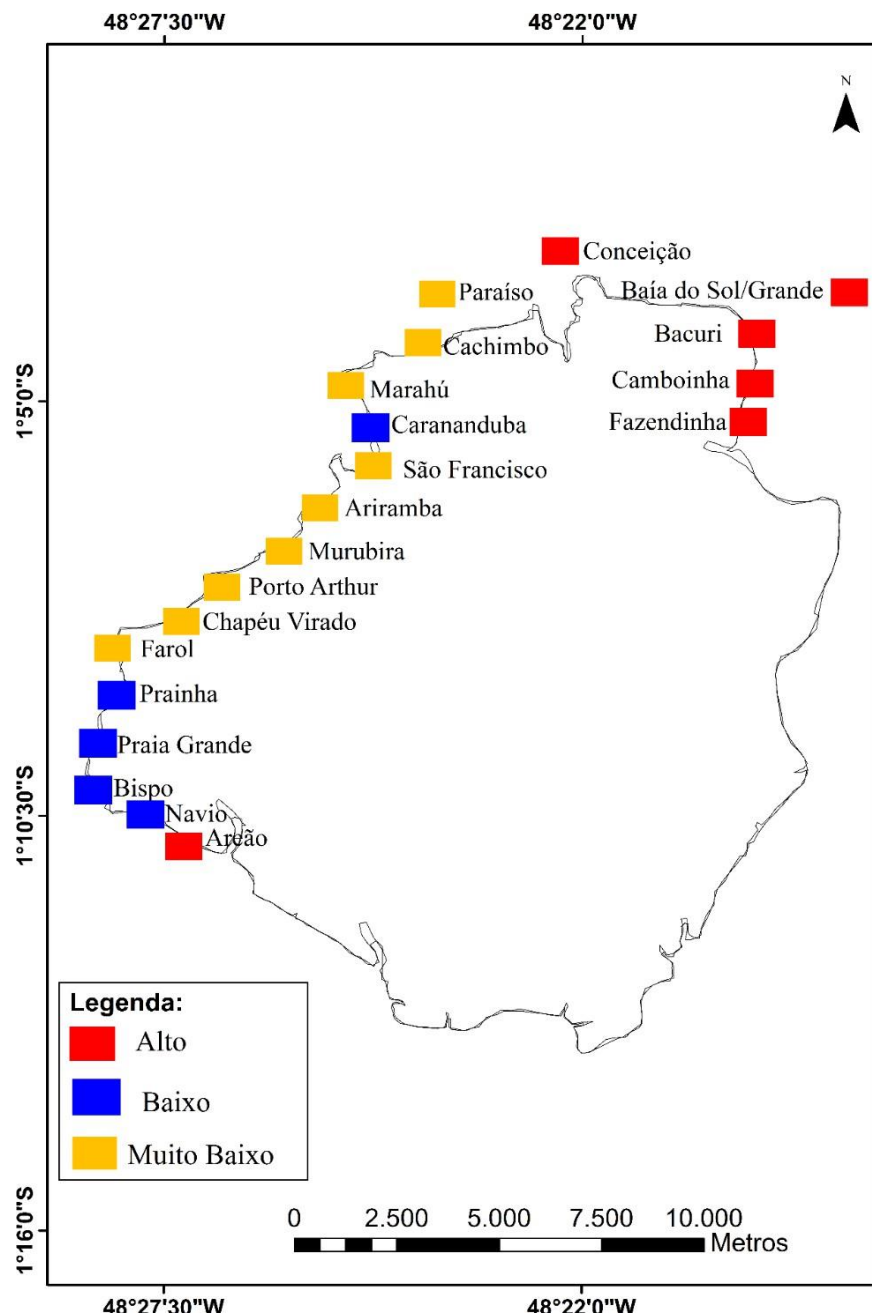 48°27'30"W
48°22'0"W
N
Conceição
Paraíso
Baía do Sol/Grande
Bacuri
Cachimbo
Camboinha
Marahú
1°5'0"S
Carananduba
Fazendinha
São Francisco
Ariramba
Murubira
Porto Arthur
Chapéu Virado
Farol
Prainha
Praia Grande
Bispo
Navio
1°10'30"S
Areão
Legenda:
Alto
Baixo
Muito Baixo
0 2.500 5.000 7.500 10.000
Metros
1°16'0"S
48°27'30"W
48°22'0"W